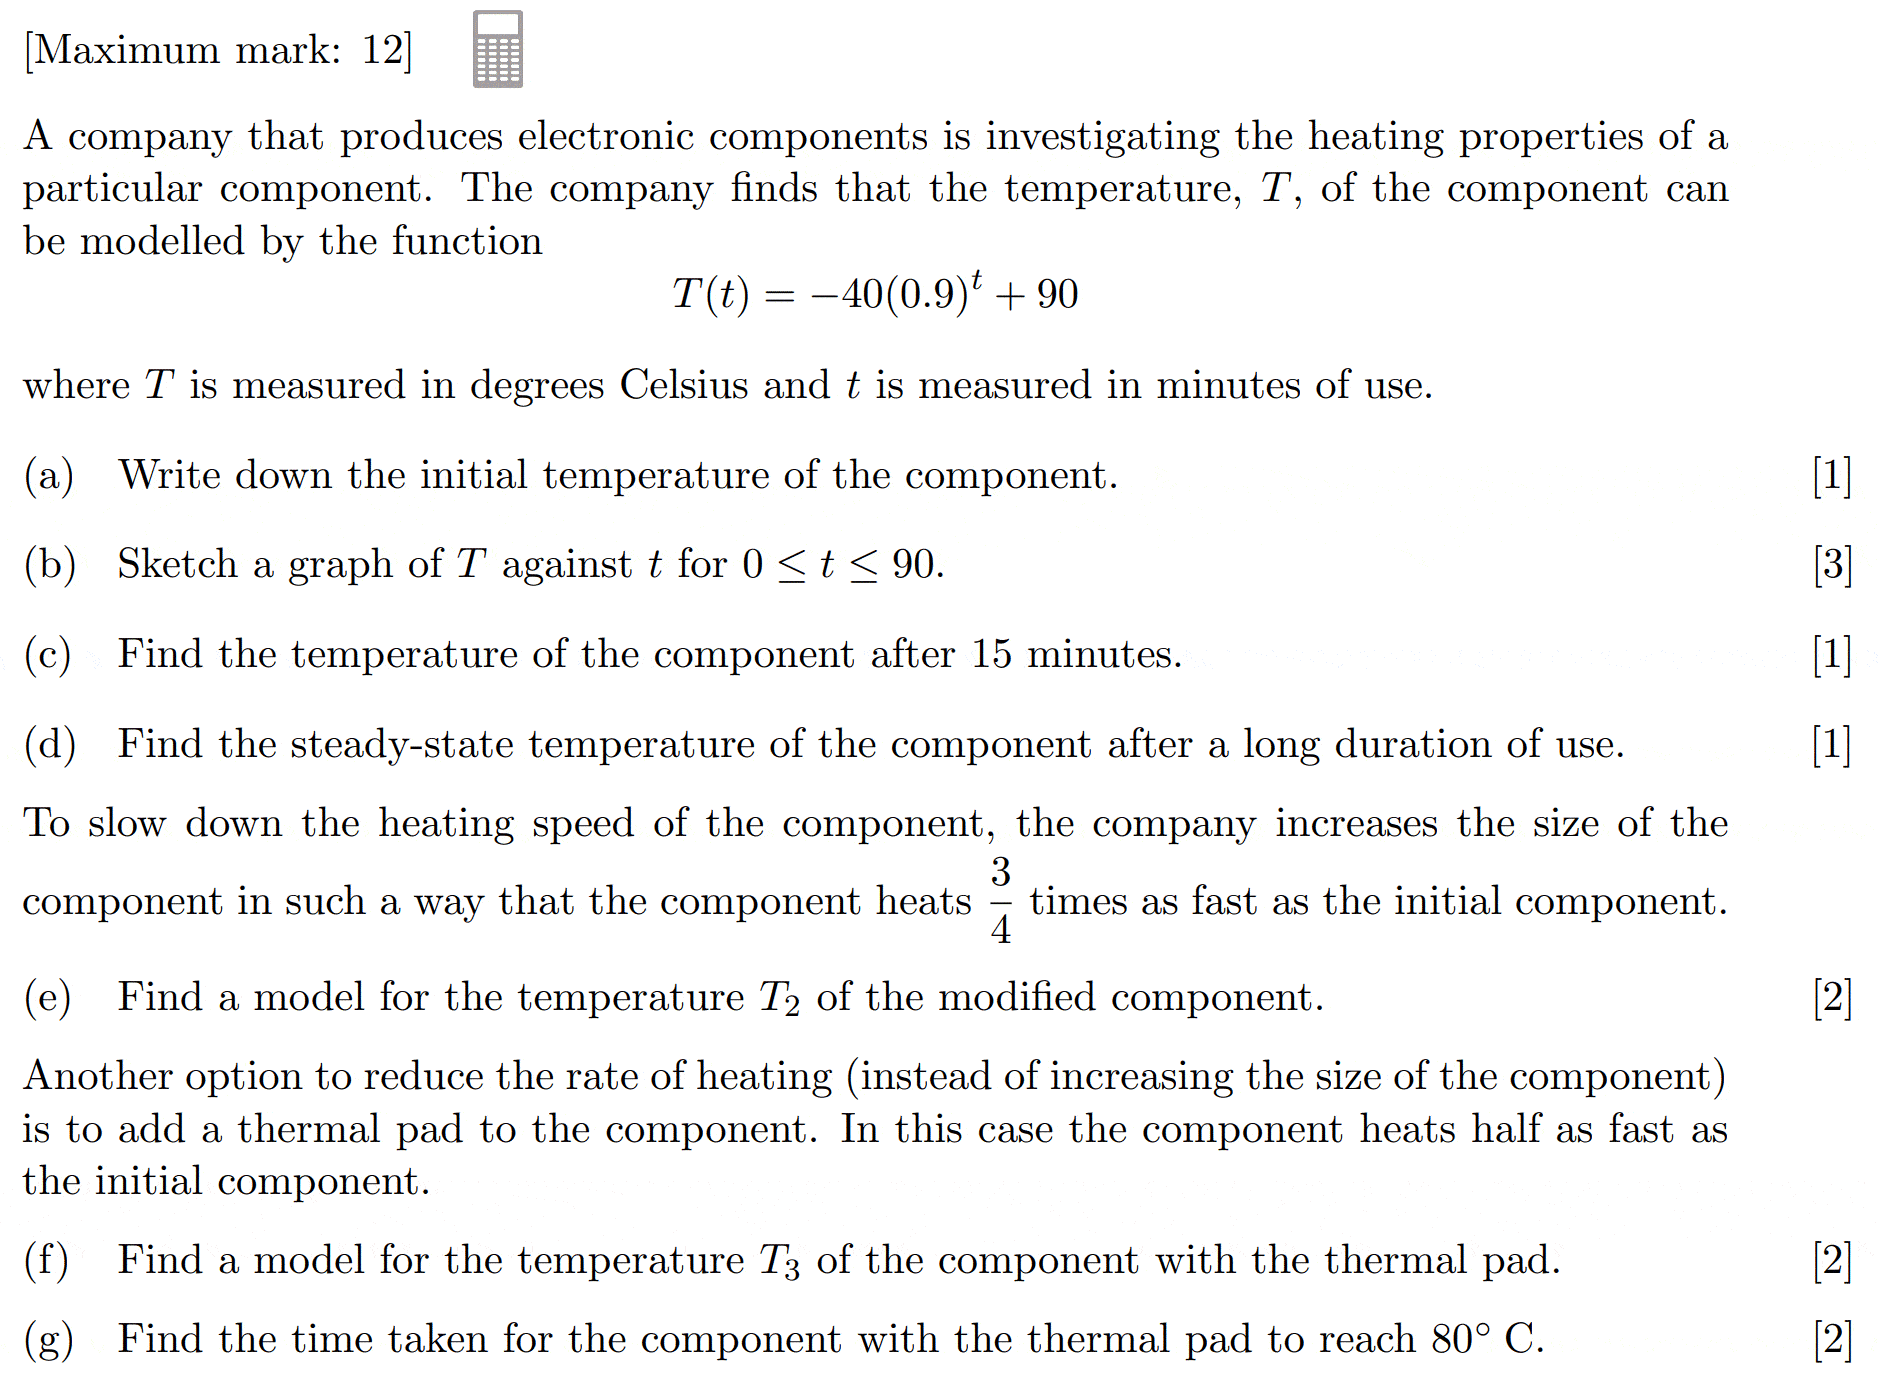 [Maximum mark: 12]
A company that produces electronic components is investigating the heating properties of a
particular component. The company finds that the temperature, T, of the component can
be modelled by the function
T(t) = −40(0.9)^t + 90
where T is measured in degrees Celsius and t is measured in minutes of use.
(a) Write down the initial temperature of the component. [1]
(b) Sketch a graph of T against t for 0 ≤ t ≤ 90. [3]
(c) Find the temperature of the component after 15 minutes. [1]
(d) Find the steady-state temperature of the component after a long duration of use. [1]
To slow down the heating speed of the component, the company increases the size of the
component in such a way that the component heats 3/4 times as fast as the initial component.
(e) Find a model for the temperature T₂ of the modified component. [2]
Another option to reduce the rate of heating (instead of increasing the size of the component)
is to add a thermal pad to the component. In this case the component heats half as fast as
the initial component.
(f) Find a model for the temperature T₃ of the component with the thermal pad. [2]
(g) Find the time taken for the component with the thermal pad to reach 80° C. [2]